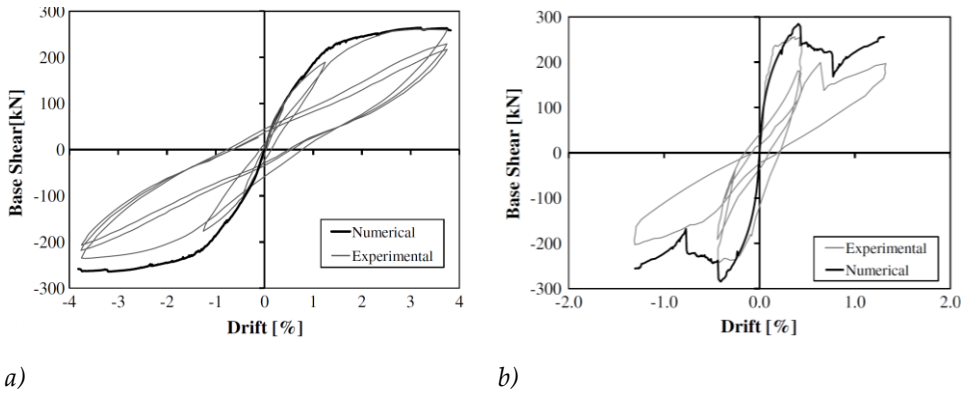 300
200
100
0
-100
-200
-300
Base Shear[kN]
Numerical
Experimental
-4 -3 -2 -1 0 1 2 3 4
Drift [%]
a)
300
200
100
0
-100
-200
-300
Base Shear [kN]
Experimental
Numerical
-2.0 -1.0 0.0 1.0 2.0
Drift [%]
b)